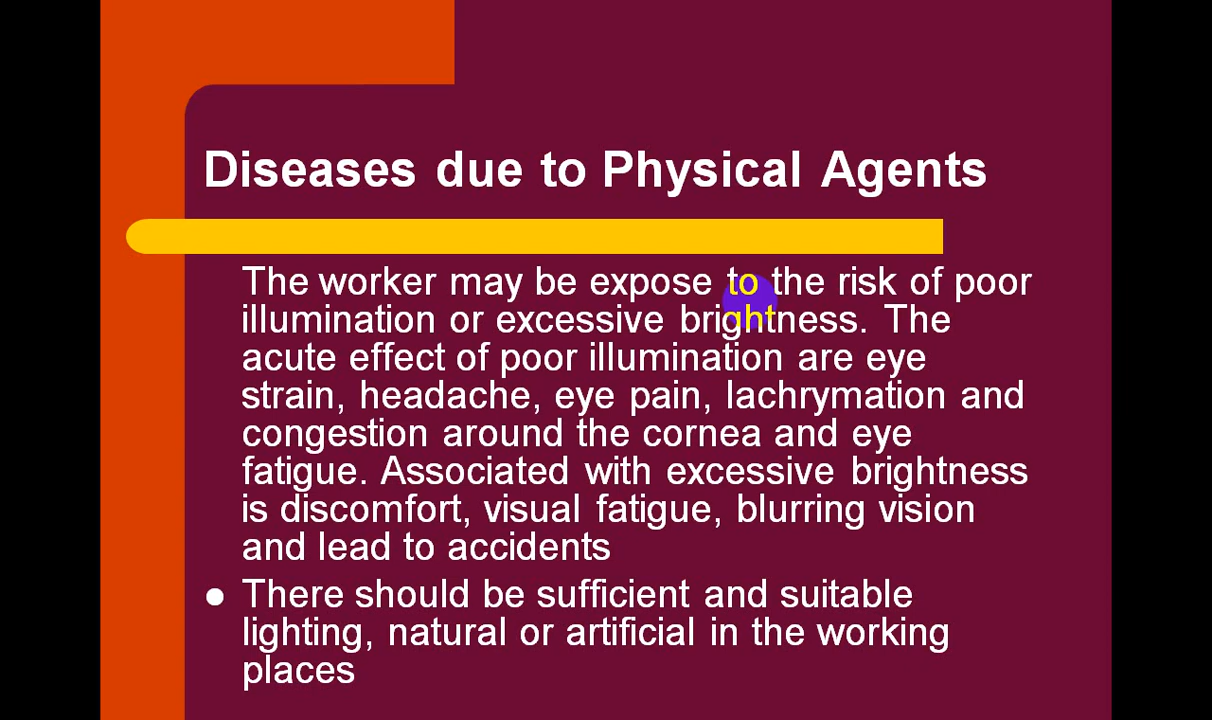 Diseases due to Physical Agents
The worker may be expose to the risk of poor
illumination or excessive brightness. The
acute effect of poor illumination are eye
strain, headache, eye pain, lachrymation and
congestion around the cornea and eye
fatigue. Associated with excessive brightness
is discomfort, visual fatigue, blurring vision
and lead to accidents
● There should be sufficient and suitable
lighting, natural or artificial in the working
places